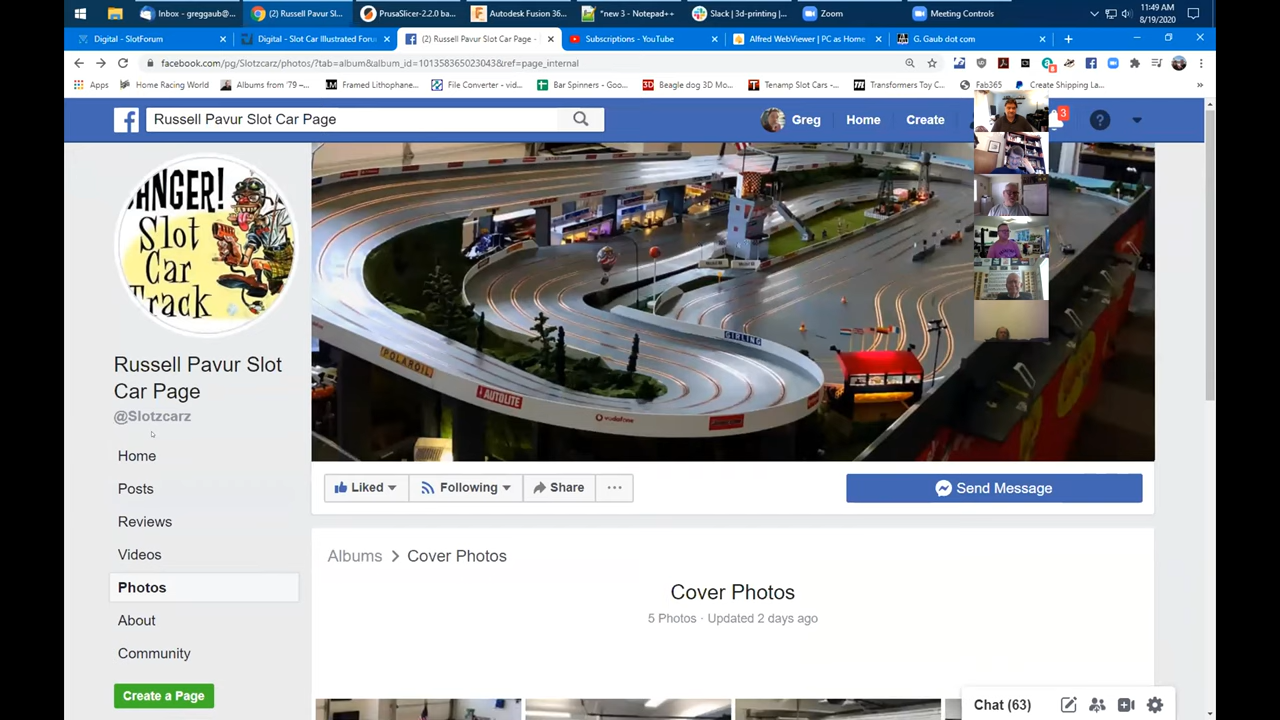 Inbox - greggaub@...
(2) Russell Pavur Sl...
PrusaSlicer-2.2.0 ba...
Autodesk Fusion 36...
*new 3 - Notepad++
Slack | 3d-printing |...
Zoom
Meeting Controls
11:49 AM
8/19/2020
Digital - SlotForum
Digital - Slot Car Illustrated Foru
(2) Russell Pavur Slot Car Page -
Subscriptions - YouTube
Alfred WebViewer | PC as Home
G. Gaub dot com
facebook.com/pg/Slotzcarz/photos/?tab=album&album_id=101358365023043&ref=page_internal
Apps
Home Racing World
Albums from '79 –...
Framed Lorthophane...
File Converter - vid...
Bar Spinners - Goo...
Beagle dog 3D Mo...
Tenamp Slot Cars -...
Transformers Toy C...
Fab365
Create Shipping La...
Russell Pavur Slot Car Page
Greg
Home
Create
3
DANGER!
Slot
Car
Track
POLAROIL
AUTOLITE
vodafone
GIRLING
Russell Pavur Slot
Car Page
@Slotzcarz
Home
Posts
Reviews
Videos
Photos
About
Community
Create a Page
Liked
Following
Share
Send Message
Albums
Cover Photos
Cover Photos
5 Photos · Updated 2 days ago
Chat (63)